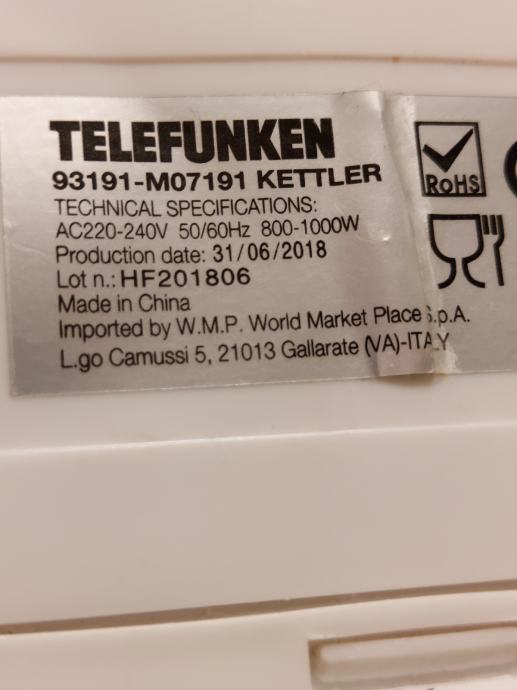 TELEFUNKEN
93191-M07191 KETTLER
TECHNICAL SPECIFICATIONS:
AC220-240V 50/60Hz 800-1000W
Production date: 31/06/2018
Lot n.: HF201806
Made in China
Imported by W.M.P. World Market Place S.p.A.
L.go Camussi 5, 21013 Gallarate (VA)-ITALY
RoHS